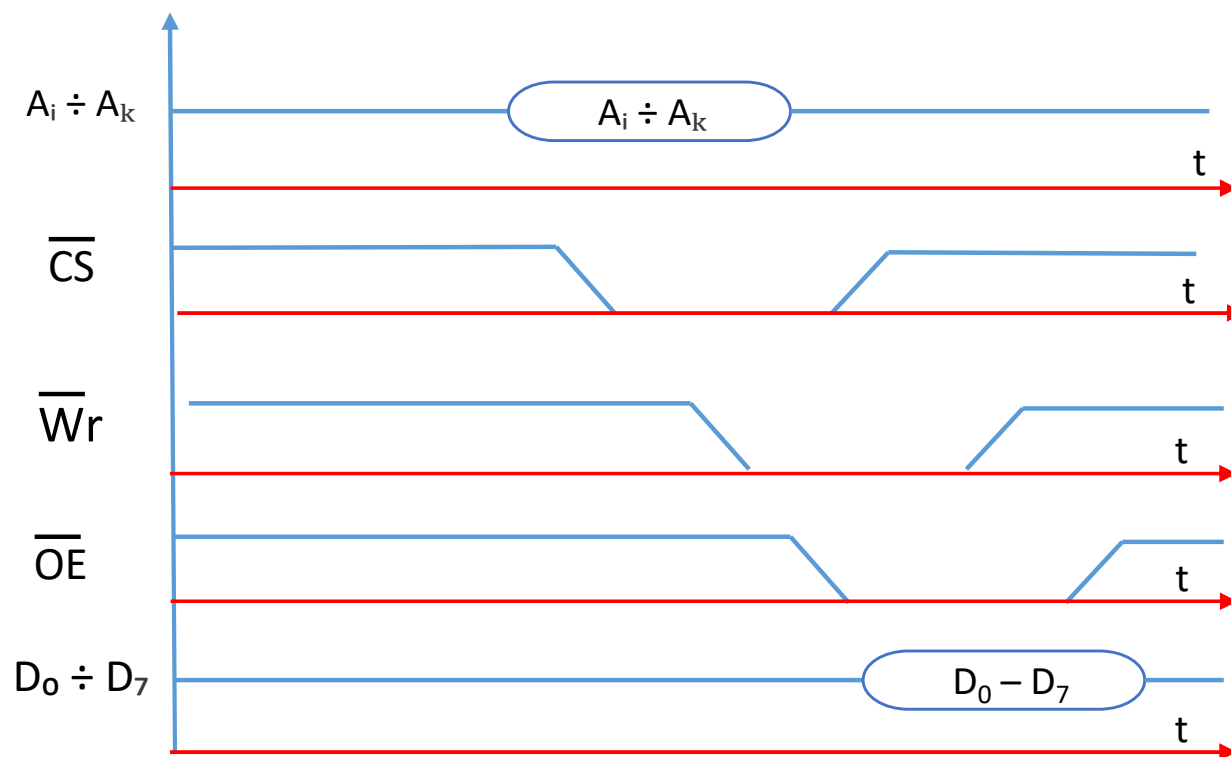 Aᵢ ÷ Aₖ
Aᵢ ÷ Aₖ
t
C̅S̅
t
W̅r
t
O̅E̅
t
D₀ ÷ D₇
D₀ – D₇
t